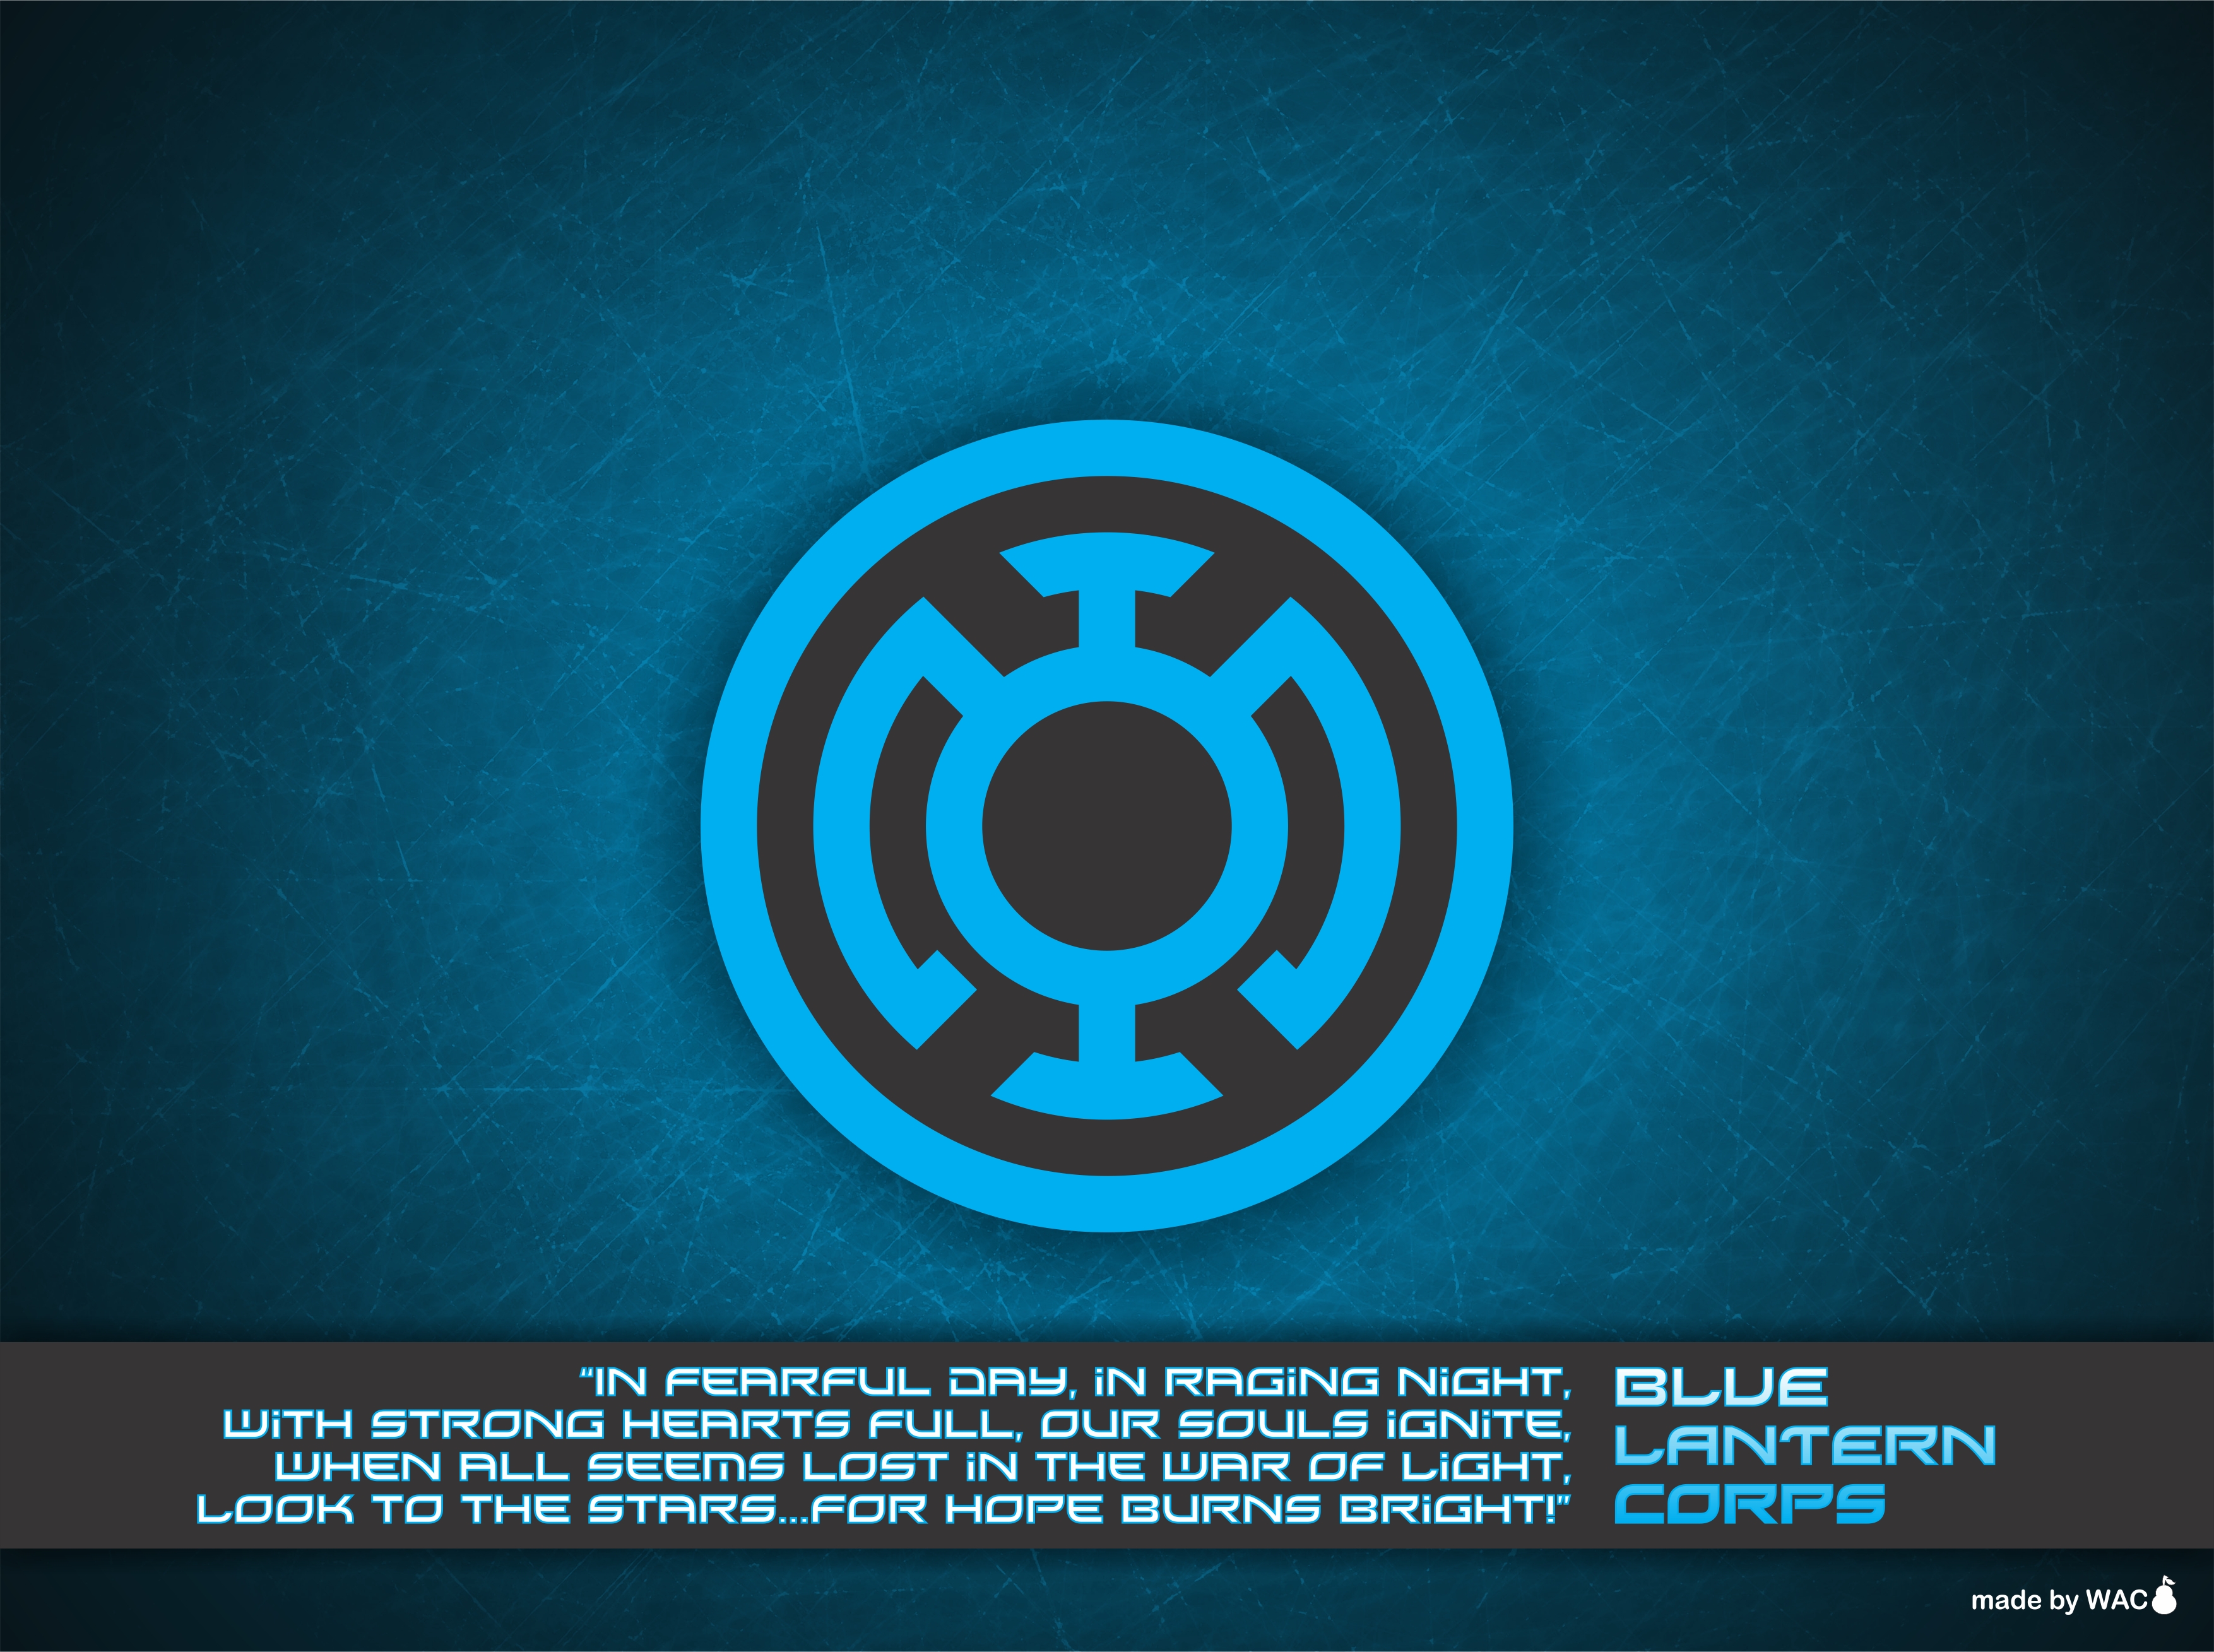 “IN FEARFUL DAY, iN RAGiNG NiGHT,
WiTH STRONG HEARTS FULL, OUR SOULS iGNiTE,
WHEN ALL SEEMS LOST iN THE WAR OF LiGHT,
LOOK TO THE STARS...FOR HOPE BURNS BRiGHT!”
BLUE
LANTERN
CORPS
made by WAC